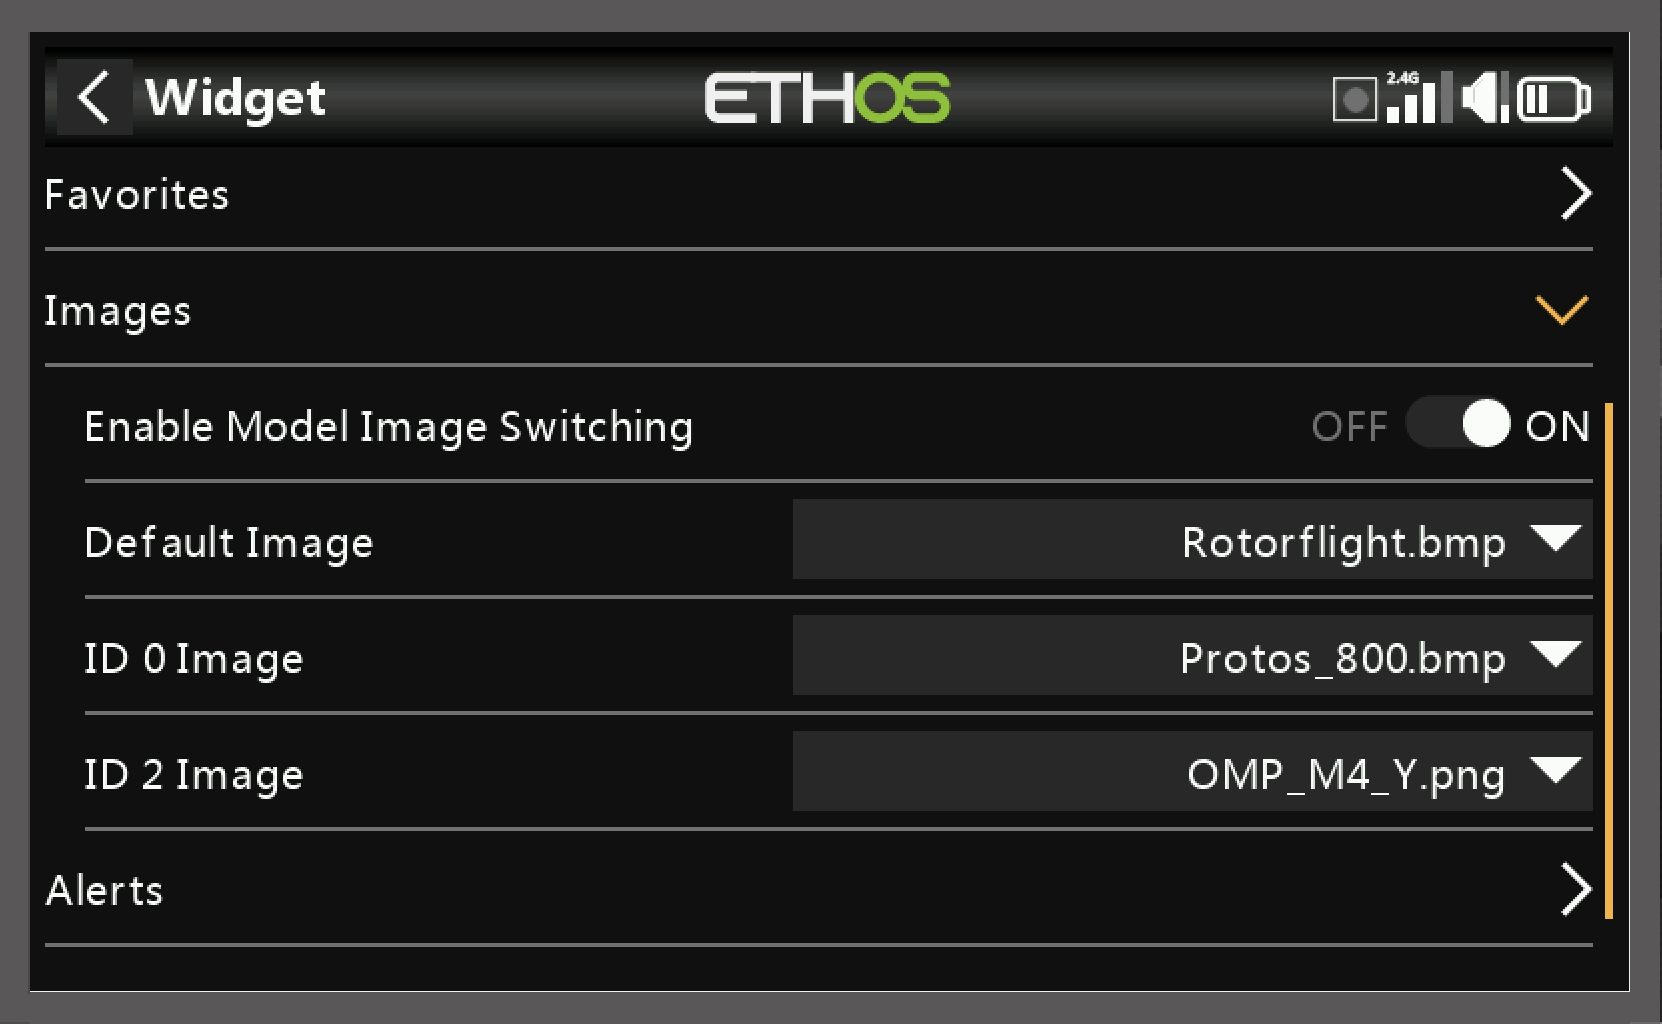 Widget
ETHOS
2.4G
Favorites
Images
Enable Model Image Switching OFF ON
Default Image Rotorflight.bmp
ID 0 Image Protos_800.bmp
ID 2 Image OMP_M4_Y.png
Alerts